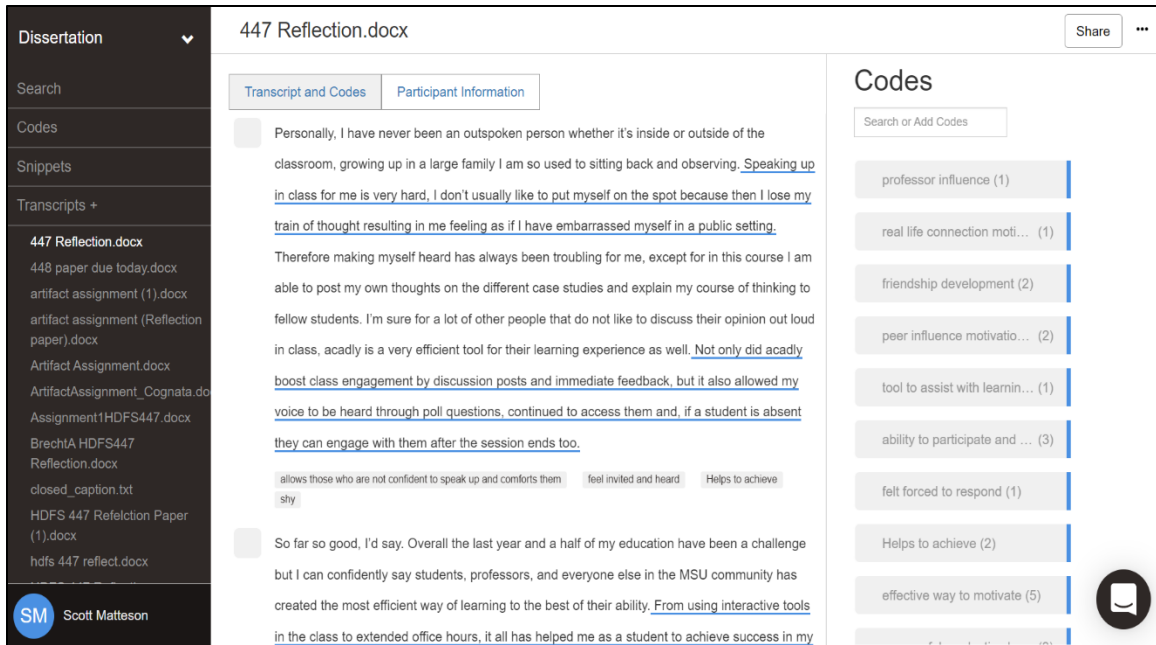 Dissertation
Search
Codes
Snippets
Transcripts +
447 Reflection.docx
448 paper due today.docx
artifact assignment (1).docx
artifact assignment (Reflection
paper).docx
Artifact Assignment.docx
ArtifactAssignment_Cognata.do
Assignment1HDFS447.docx
BrechtA HDFS447
Reflection.docx
closed_caption.txt
HDFS 447 Refelction Paper
(1).docx
hdfs 447 reflect.docx
SM
Scott Matteson
447 Reflection.docx
Share
Transcript and Codes
Participant Information
Personally, I have never been an outspoken person whether it's inside or outside of the
classroom, growing up in a large family I am so used to sitting back and observing. Speaking up
in class for me is very hard, I don't usually like to put myself on the spot because then I lose my
train of thought resulting in me feeling as if I have embarrassed myself in a public setting.
Therefore making myself heard has always been troubling for me, except for in this course I am
able to post my own thoughts on the different case studies and explain my course of thinking to
fellow students. I'm sure for a lot of other people that do not like to discuss their opinion out loud
in class, acadly is a very efficient tool for their learning experience as well. Not only did acadly
boost class engagement by discussion posts and immediate feedback, but it also allowed my
voice to be heard through poll questions, continued to access them and, if a student is absent
they can engage with them after the session ends too.
allows those who are not confident to speak up and comforts them
feel invited and heard
Helps to achieve
shy
So far so good, I'd say. Overall the last year and a half of my education have been a challenge
but I can confidently say students, professors, and everyone else in the MSU community has
created the most efficient way of learning to the best of their ability. From using interactive tools
in the class to extended office hours, it all has helped me as a student to achieve success in my
Codes
Search or Add Codes
professor influence (1)
real life connection moti... (1)
friendship development (2)
peer influence motivatio... (2)
tool to assist with learnin... (1)
ability to participate and ... (3)
felt forced to respond (1)
Helps to achieve (2)
effective way to motivate (5)